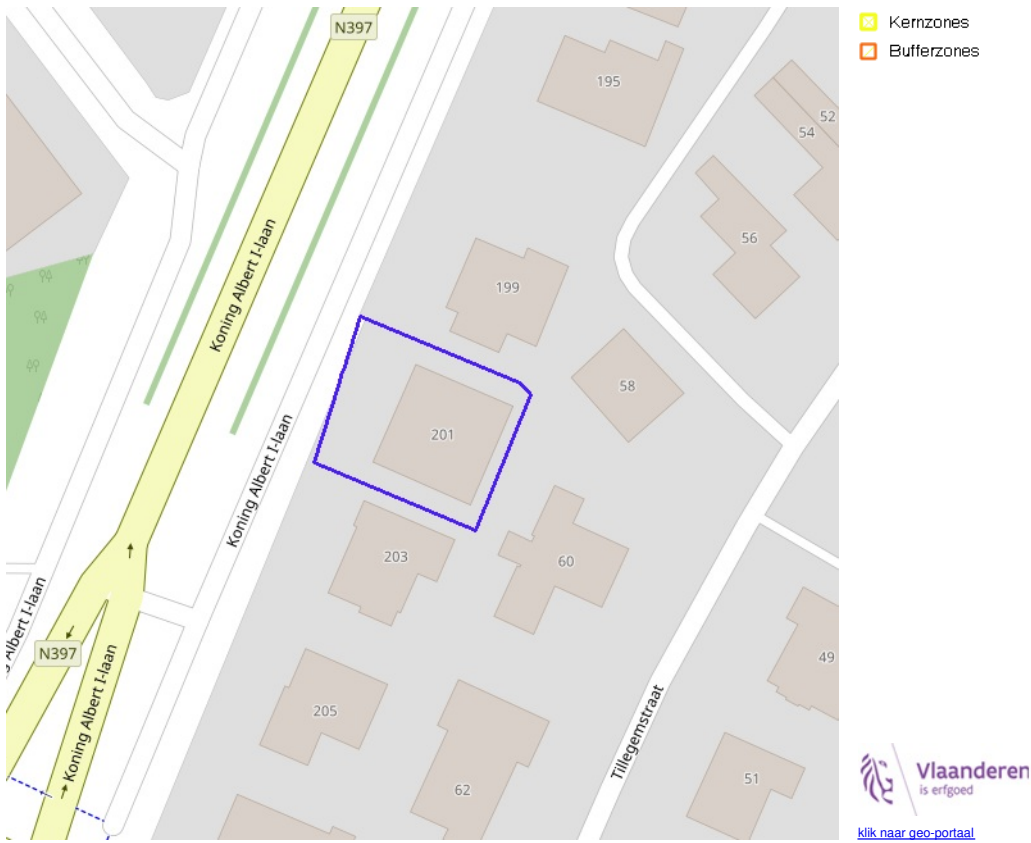 N397
Kernzones
Bufferzones
195
52
54
56
Koning Albert I-laan
199
58
201
Koning Albert I-laan
203
60
Albert I-laan
N397
49
Koning Albert I-laan
205
Tillegemstraat
62
51
Vlaanderen
is erfgoed
klik naar geo-portaal